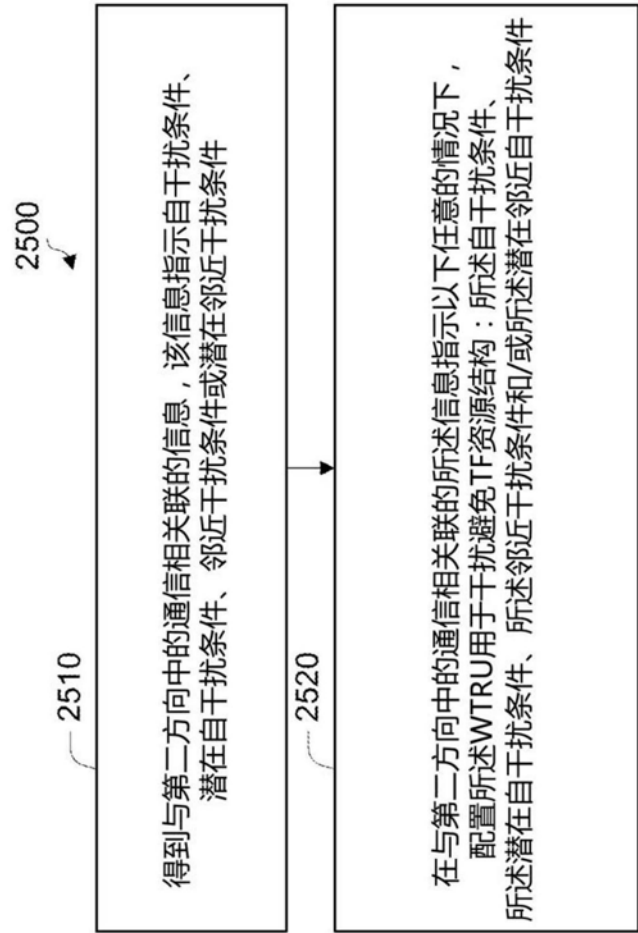 2500
2510
得到与第二方向中的通信相关联的信息，该信息指示自干扰条件、
潜在自干扰条件、邻近干扰条件或潜在邻近干扰条件
2520
在与第二方向中的通信相关联的所述信息指示以下任意的情况下，
配置所述WTRU用于干扰避免TF资源结构：所述自干扰条件、
所述潜在自干扰条件、所述邻近干扰条件和/或所述潜在邻近自干扰条件